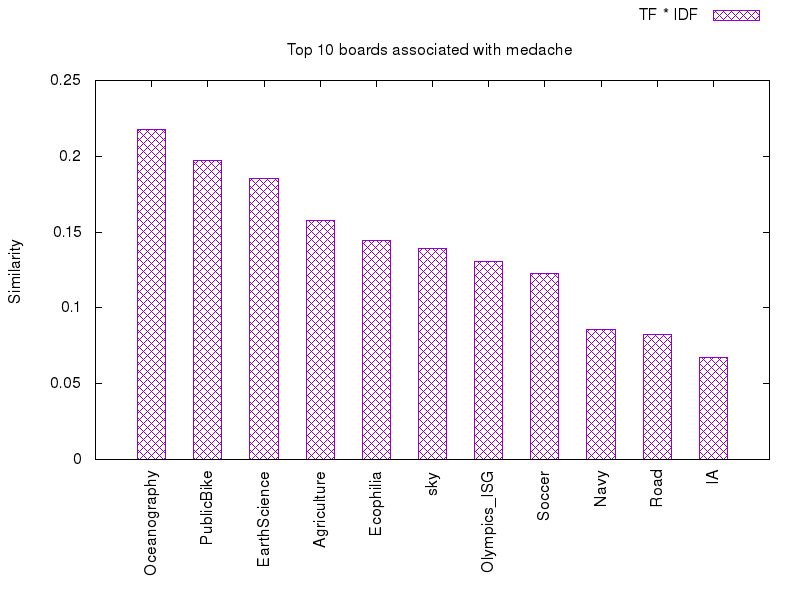 TF * IDF
Top 10 boards associated with medache
Similarity
0.25
0.2
0.15
0.1
0.05
0
Oceanography
PublicBike
EarthScience
Agriculture
Ecophilia
sky
Olympics_ISG
Soccer
Navy
Road
IA